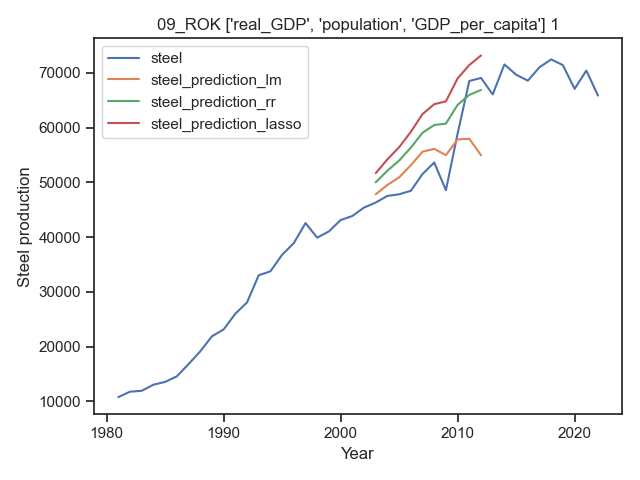 09_ROK ['real_GDP', 'population', 'GDP_per_capita'] 1
steel
steel_prediction_lm
steel_prediction_rr
steel_prediction_lasso
Steel production
70000
60000
50000
40000
30000
20000
10000
1980 1990 2000 2010 2020
Year